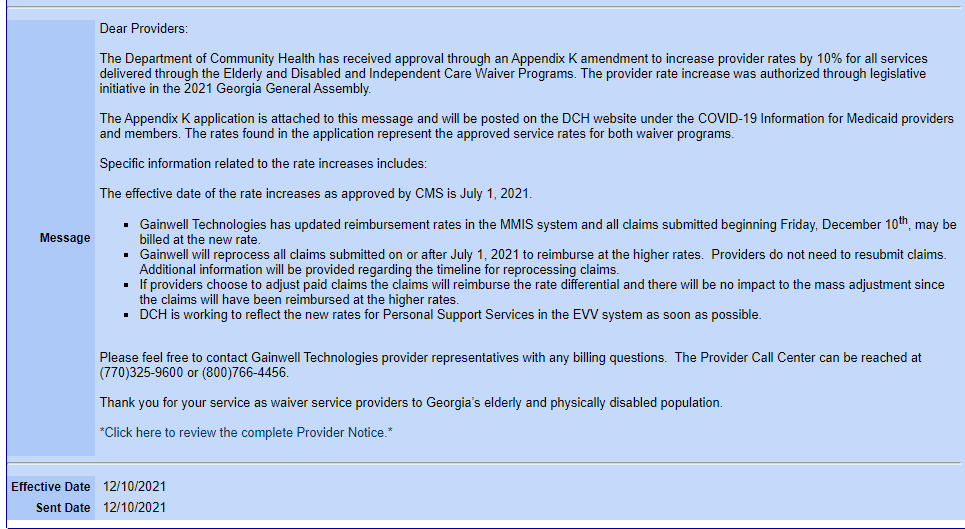 Dear Providers:
The Department of Community Health has received approval through an Appendix K amendment to increase provider rates by 10% for all services
delivered through the Elderly and Disabled and Independent Care Waiver Programs. The provider rate increase was authorized through legislative
initiative in the 2021 Georgia General Assembly.
The Appendix K application is attached to this message and will be posted on the DCH website under the COVID-19 Information for Medicaid providers
and members. The rates found in the application represent the approved service rates for both waiver programs.
Specific information related to the rate increases includes:
The effective date of the rate increases as approved by CMS is July 1, 2021.
Message
▪ Gainwell Technologies has updated reimbursement rates in the MMIS system and all claims submitted beginning Friday, December 10th, may be
billed at the new rate.
▪ Gainwell will reprocess all claims submitted on or after July 1, 2021 to reimburse at the higher rates. Providers do not need to resubmit claims.
Additional information will be provided regarding the timeline for reprocessing claims.
▪ If providers choose to adjust paid claims the claims will reimburse the rate differential and there will be no impact to the mass adjustment since
the claims will have been reimbursed at the higher rates.
▪ DCH is working to reflect the new rates for Personal Support Services in the EVV system as soon as possible.
Please feel free to contact Gainwell Technologies provider representatives with any billing questions. The Provider Call Center can be reached at
(770)325-9600 or (800)766-4456.
Thank you for your service as waiver service providers to Georgia's elderly and physically disabled population.
*Click here to review the complete Provider Notice.*
Effective Date 12/10/2021
Sent Date 12/10/2021